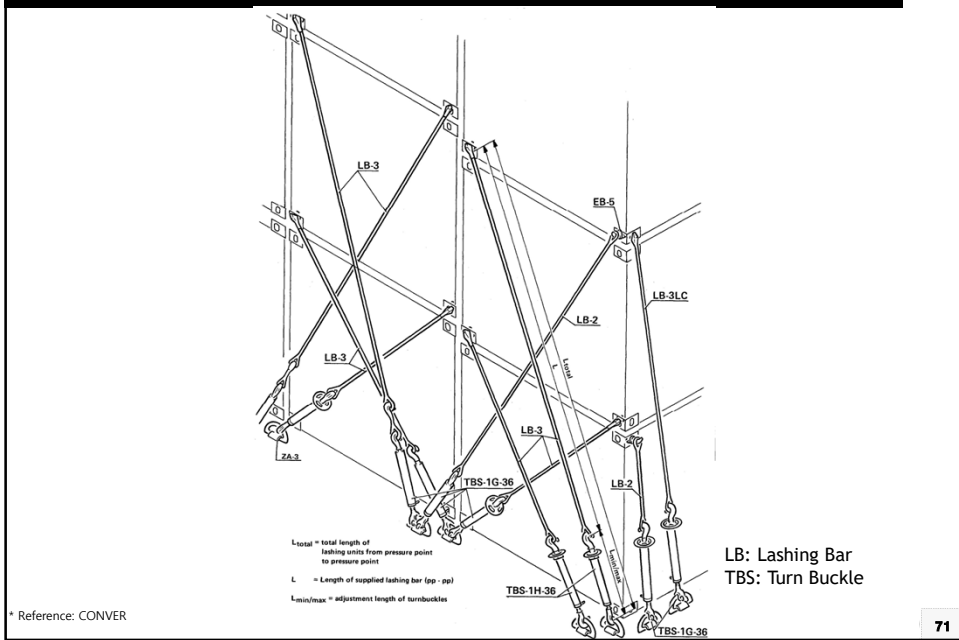 LB-3
EB-5
LB-3LC
LB-2
Ltotal
L
LB-3
LB-3
ZA-3
TBS-1G-36
LB-2
Ltotal = total length of
lashing units from pressure point
to pressure point
L = Length of supplied lashing bar (pp - pp)
Lmin/max = adjustment length of turnbuckles
Lmin/max
TBS-1H-36
TBS-1G-36
LB: Lashing Bar
TBS: Turn Buckle
* Reference: CONVER
71